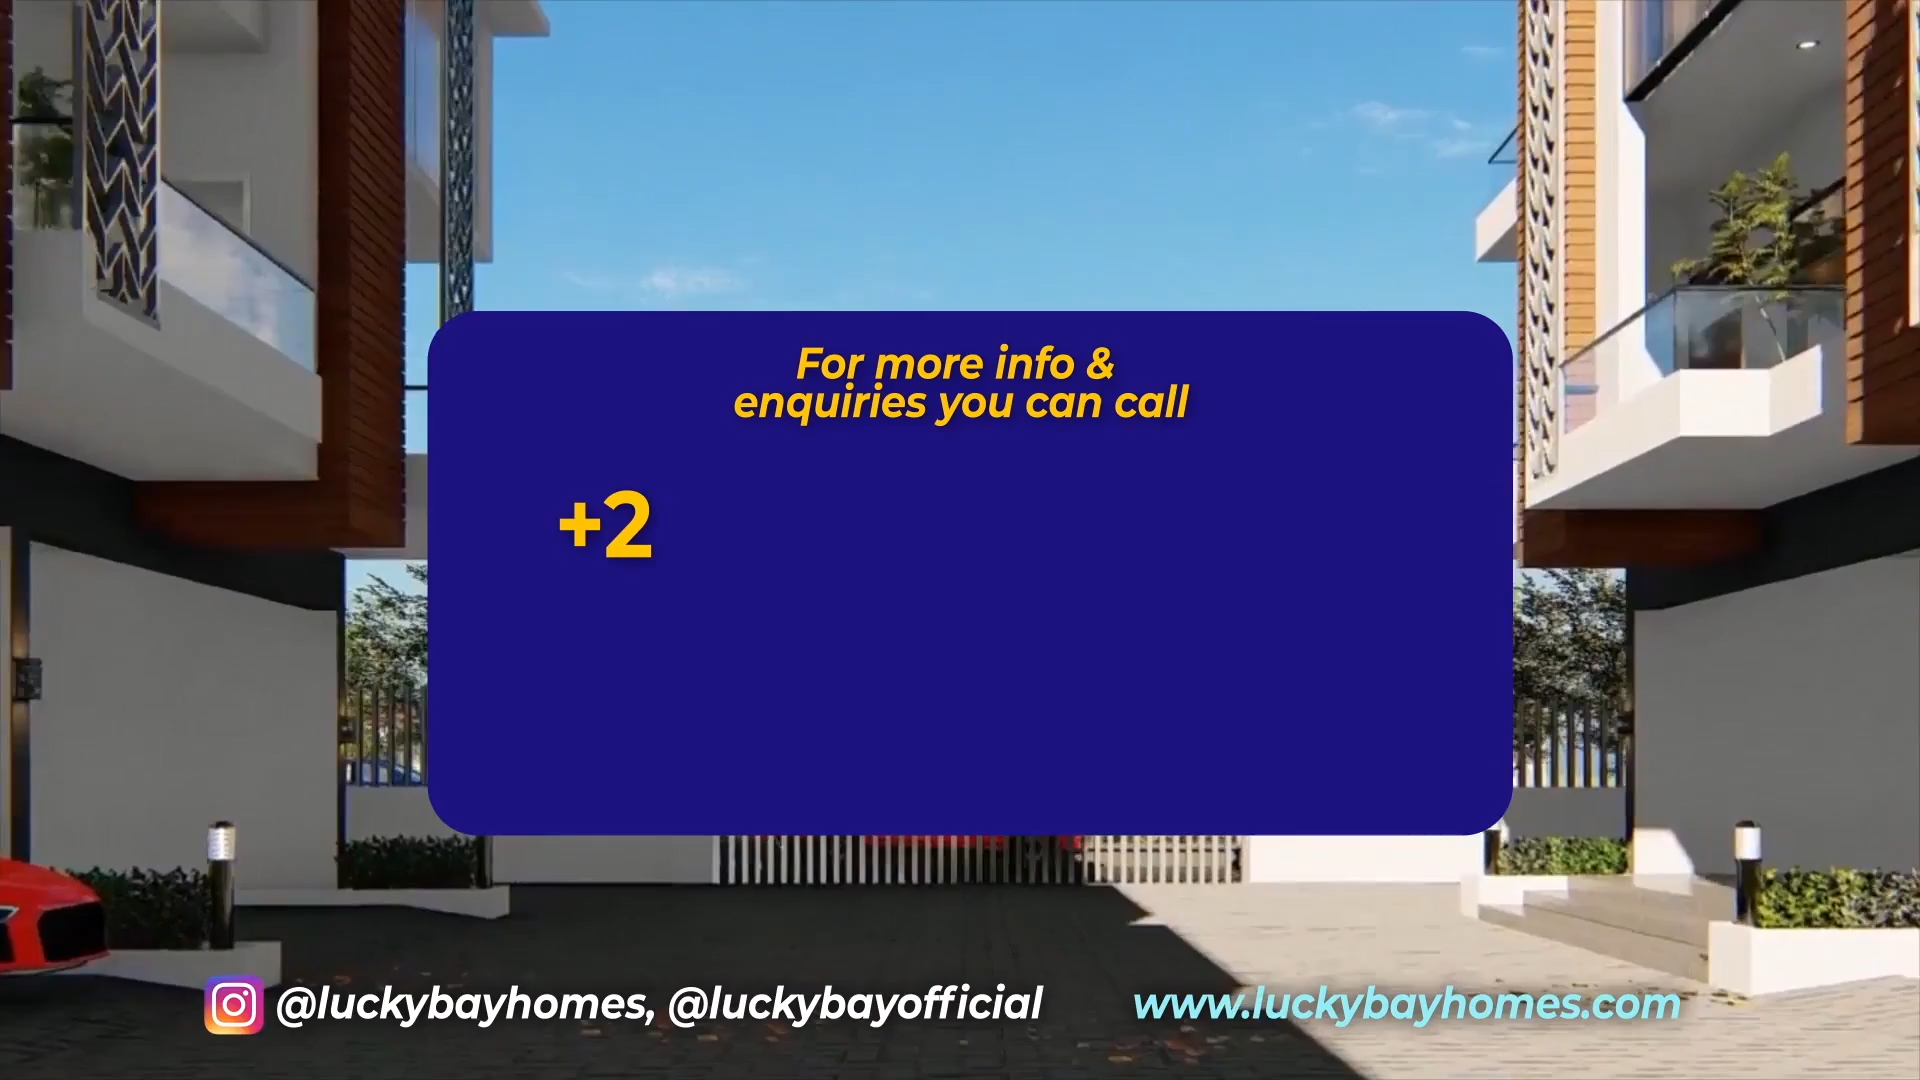 For more info &
enquiries you can call
+2
@luckybayhomes, @luckybayofficial
www.luckybayhomes.com